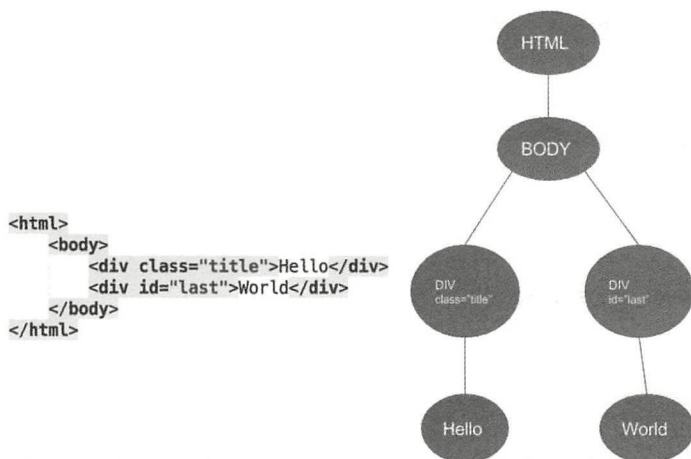 <html>
<body>
<div class="title">Hello</div>
<div id="last">World</div>
</body>
</html>
HTML
BODY
DIV
class="title"
DIV
id="last"
Hello
World